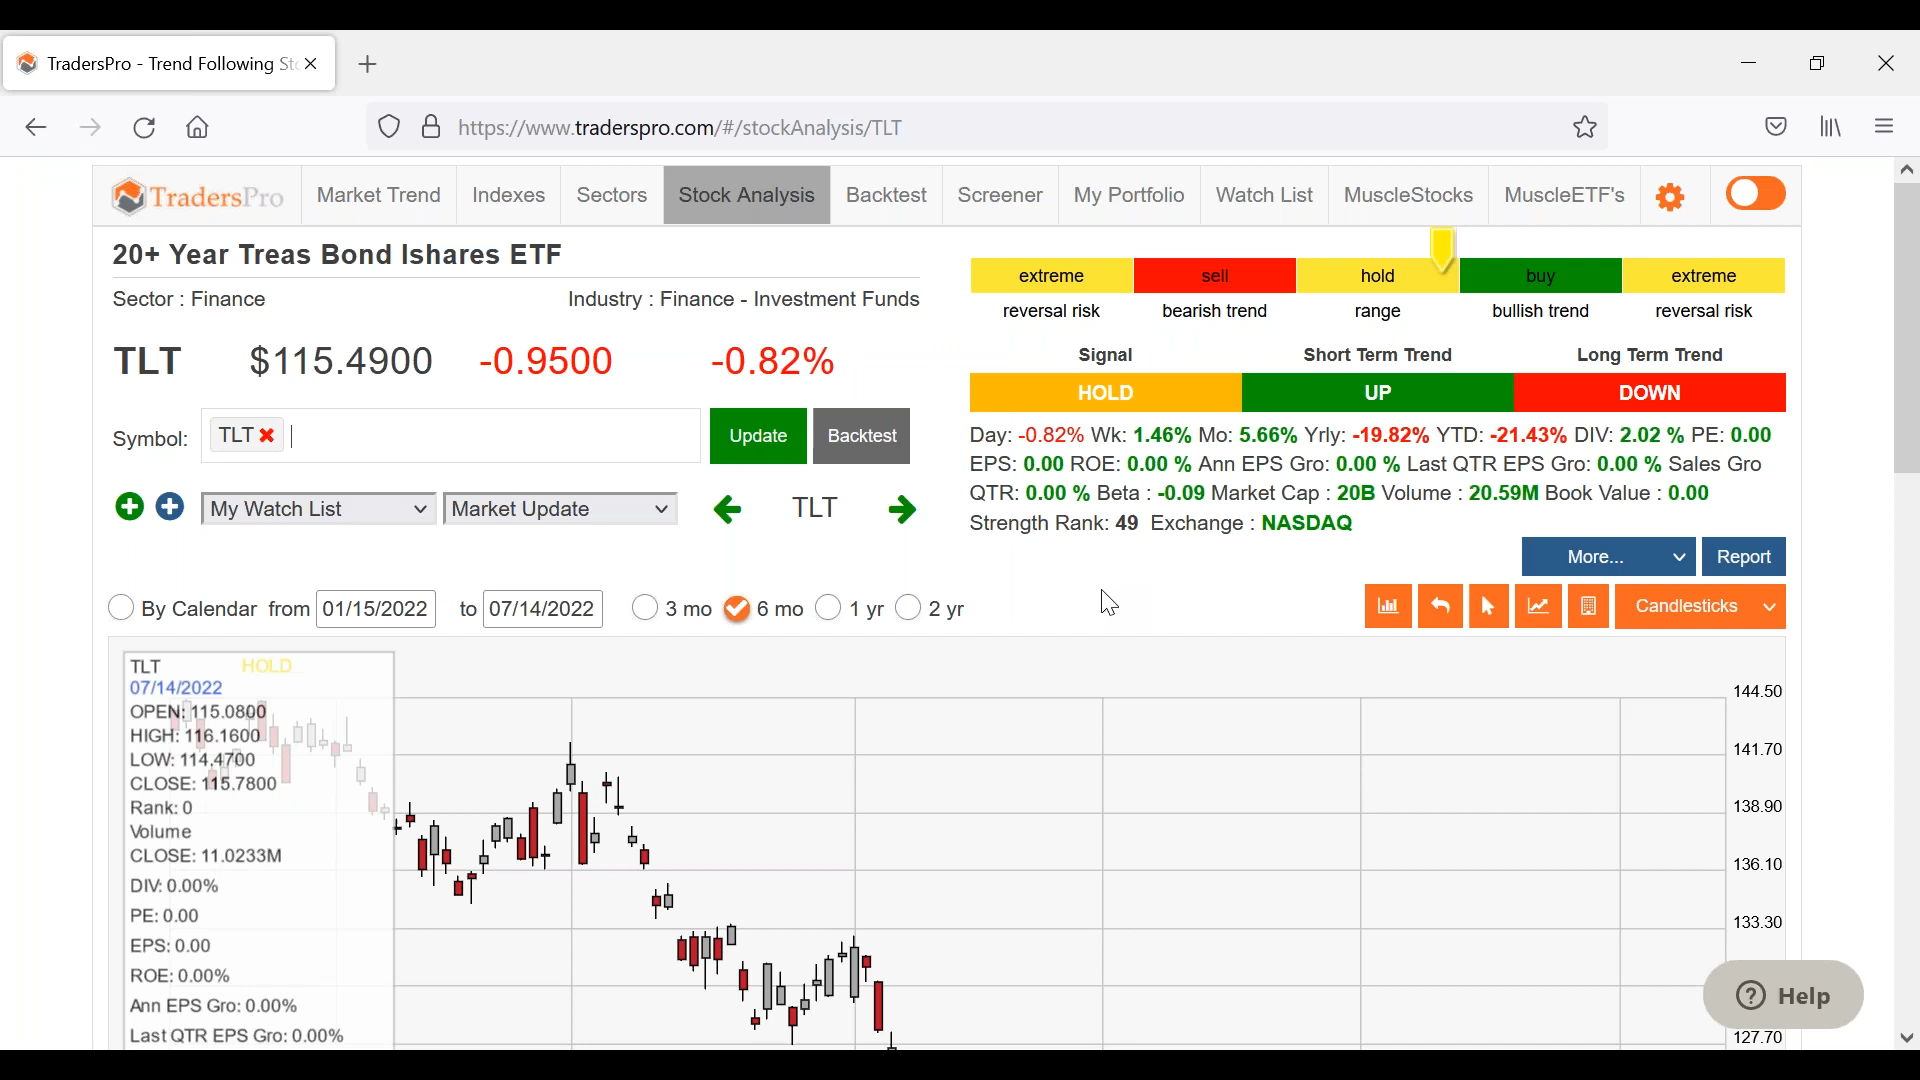 TradersPro - Trend Following Sto
https://www.traderspro.com/#/stockAnalysis/TLT
TradersPro
Market Trend
Indexes
Sectors
Stock Analysis
Backtest
Screener
My Portfolio
Watch List
MuscleStocks
MuscleETF's
20+ Year Treas Bond Ishares ETF
Sector : Finance
Industry : Finance - Investment Funds
extreme sell hold buy extreme
reversal risk bearish trend range bullish trend reversal risk
TLT $115.4900 -0.9500 -0.82%
Signal Short Term Trend Long Term Trend
HOLD UP DOWN
Symbol: TLT
Update
Backtest
Day: -0.82% Wk: 1.46% Mo: 5.66% Yrly: -19.82% YTD: -21.43% DIV: 2.02 % PE: 0.00
EPS: 0.00 ROE: 0.00 % Ann EPS Gro: 0.00 % Last QTR EPS Gro: 0.00 % Sales Gro
QTR: 0.00 % Beta : -0.09 Market Cap : 20B Volume : 20.59M Book Value : 0.00
Strength Rank: 49 Exchange : NASDAQ
My Watch List
Market Update
TLT
More...
Report
By Calendar from 01/15/2022 to 07/14/2022
3 mo 6 mo 1 yr 2 yr
Candlesticks
TLT HOLD
07/14/2022
OPEN: 115.0800
HIGH: 116.1600
LOW: 114.4700
CLOSE: 115.7800
Rank: 0
Volume
CLOSE: 11.0233M
DIV: 0.00%
PE: 0.00
EPS: 0.00
ROE: 0.00%
Ann EPS Gro: 0.00%
Last QTR EPS Gro: 0.00%
144.50
141.70
138.90
136.10
133.30
127.70
Help